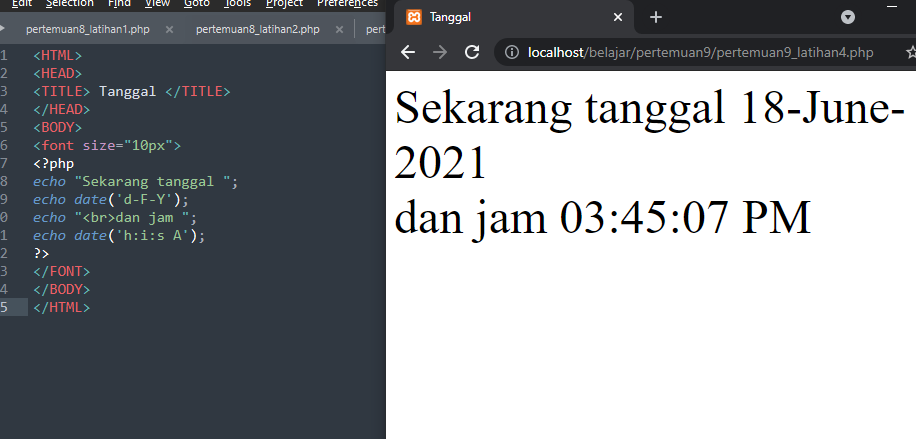 Edit Selection Find View Goto Tools Project Preferences
pertemuan8_latihan1.php × pertemuan8_latihan2.php × pert
1 <HTML>
2 <HEAD>
3 <TITLE> Tanggal </TITLE>
4 </HEAD>
5 <BODY>
6 <font size="10px">
7 <?php
8 echo "Sekarang tanggal ";
9 echo date('d-F-Y');
0 echo "<br>dan jam ";
1 echo date('h:i:s A');
2 ?>
3 </FONT>
4 </BODY>
5 </HTML>
Tanggal
localhost/belajar/pertemuan9/pertemuan9_latihan4.php
Sekarang tanggal 18-June-
2021
dan jam 03:45:07 PM